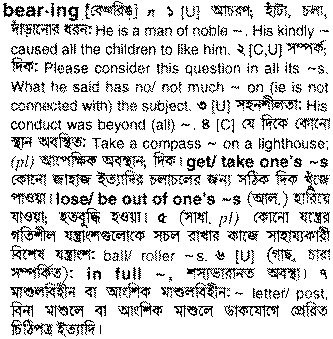 bear·ing [বেঅ্যরিঙ্] n ১ [U] আচরণ; হাঁটা, চলা,
দাঁড়ানোর ধরন: He is a man of noble ~. His kindly ~
caused all the children to like him. ২ [C,U] সম্পর্ক;
দিক: Please consider this question in all its ~s.
What he said has no/ not much ~ on (ie is not
connected with) the subject. ৩ [U] সহনশীলতা: His
conduct was beyond (all) ~. ৪ [C] যে দিকে কোনো
স্থান অবস্থিত: Take a compass ~ on a lighthouse;
(pl) আপেক্ষিক অবস্থান; দিক। get/ take one's ~s
কোনো জাহাজ ইত্যাদির চলাচলের জন্য সঠিক দিক খুঁজে
পাওয়া। lose/ be out of one's ~s (আল.) হারিয়ে
যাওয়া; হতবুদ্ধি হওয়া। ৫ (সাধা. pl) কোনো যন্ত্রের
গতিশীল যন্ত্রাংশগুলোকে সচল রাখার কাজে সাহায্যকারী
বিশেষ যন্ত্রাংশ: ball/ roller ~s. ৬ [U] (গাছ, চারা
সম্পর্কিত): in full ~, শস্যভারানত অবস্থা। ৭
মাশুলবিহীন বা আংশিক মাশুলবিহীন: ~ letter/ post,
বিনা মাশুলে বা আংশিক মাশুলে ডাকযোগে প্রেরিত
চিঠিপত্র ইত্যাদি।